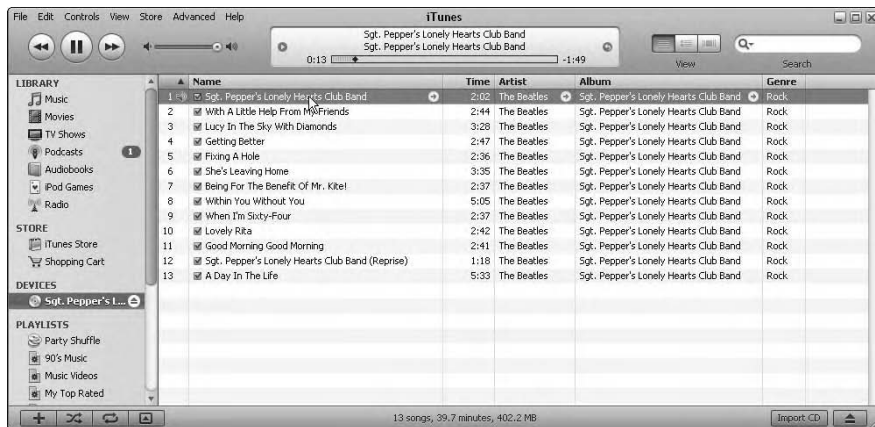 File Edit Controls View Store Advanced Help
iTunes
Sgt. Pepper's Lonely Hearts Club Band
Sgt. Pepper's Lonely Hearts Club Band
0:13 -1:49
View
Search
LIBRARY
Music
Movies
TV Shows
Podcasts 1
Audiobooks
iPod Games
Radio
STORE
iTunes Store
Shopping Cart
DEVICES
Sgt. Pepper's L...
PLAYLISTS
Party Shuffle
90's Music
Music Videos
My Top Rated
Name Time Artist Album Genre
1 Sgt. Pepper's Lonely Hearts Club Band 2:02 The Beatles Sgt. Pepper's Lonely Hearts Club Band Rock
2 With A Little Help From My Friends 2:44 The Beatles Sgt. Pepper's Lonely Hearts Club Band Rock
3 Lucy In The Sky With Diamonds 3:28 The Beatles Sgt. Pepper's Lonely Hearts Club Band Rock
4 Getting Better 2:47 The Beatles Sgt. Pepper's Lonely Hearts Club Band Rock
5 Fixing A Hole 2:36 The Beatles Sgt. Pepper's Lonely Hearts Club Band Rock
6 She's Leaving Home 3:35 The Beatles Sgt. Pepper's Lonely Hearts Club Band Rock
7 Being For The Benefit Of Mr. Kite! 2:37 The Beatles Sgt. Pepper's Lonely Hearts Club Band Rock
8 Within You Without You 5:05 The Beatles Sgt. Pepper's Lonely Hearts Club Band Rock
9 When I'm Sixty-Four 2:37 The Beatles Sgt. Pepper's Lonely Hearts Club Band Rock
10 Lovely Rita 2:42 The Beatles Sgt. Pepper's Lonely Hearts Club Band Rock
11 Good Morning Good Morning 2:41 The Beatles Sgt. Pepper's Lonely Hearts Club Band Rock
12 Sgt. Pepper's Lonely Hearts Club Band (Reprise) 1:18 The Beatles Sgt. Pepper's Lonely Hearts Club Band Rock
13 A Day In The Life 5:33 The Beatles Sgt. Pepper's Lonely Hearts Club Band Rock
13 songs, 39.7 minutes, 402.2 MB
Import CD